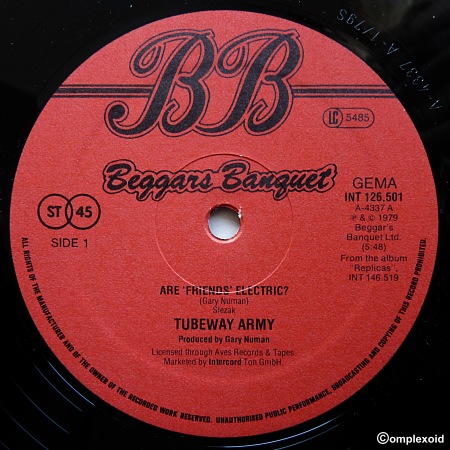 BB
A-4337 A-1/79S
LC 5485
Beggars Banquet
ST 45
SIDE 1
GEMA
INT 126.501
A-4337 A
℗ & © 1979
Beggar's
Banquet Ltd.
(5:48)
From the album
"Replicas",
INT 146.519
ARE 'FRIENDS' ELECTRIC?
(Gary Numan)
Slezak
TUBEWAY ARMY
Produced by Gary Numan
Licensed through Aves Records & Tapes
Marketed by Intercord Ton GmbH
ALL RIGHTS OF THE MANUFACTURER AND OF THE OWNER OF THE RECORDED WORK RESERVED. UNAUTHORISED PUBLIC PERFORMANCE, BROADCASTING AND COPYING OF THIS RECORD PROHIBITED.
©omplexoid